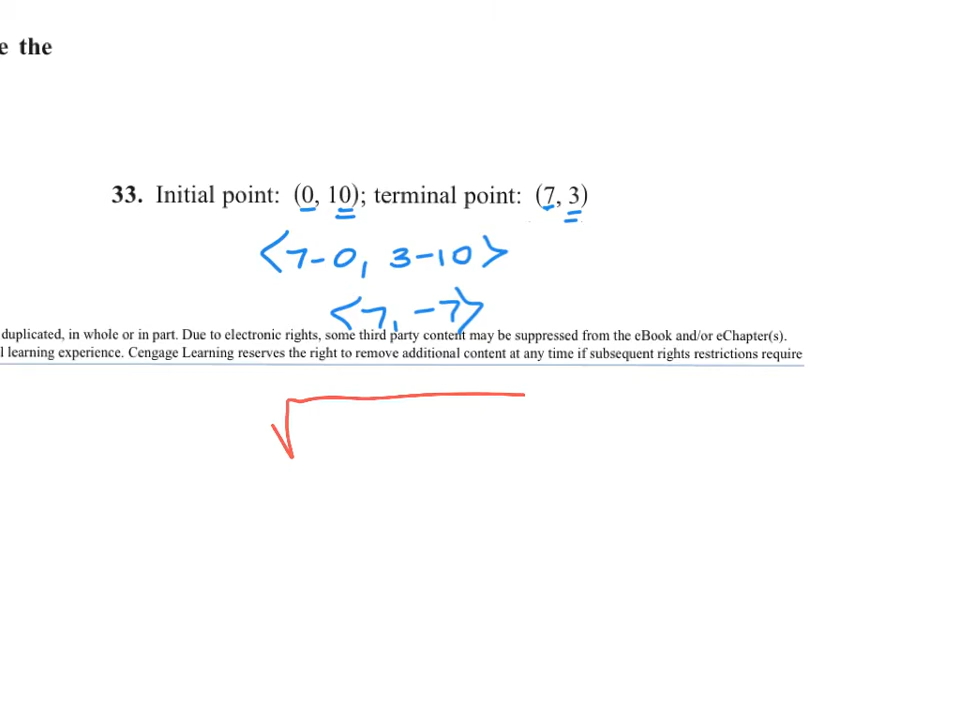 e the
33. Initial point: (0, 10); terminal point: (7, 3)
<7-0, 3-10>
<7, -7>
duplicated, in whole or in part. Due to electronic rights, some third party content may be suppressed from the eBook and/or eChapter(s).
l learning experience. Cengage Learning reserves the right to remove additional content at any time if subsequent rights restrictions require
√